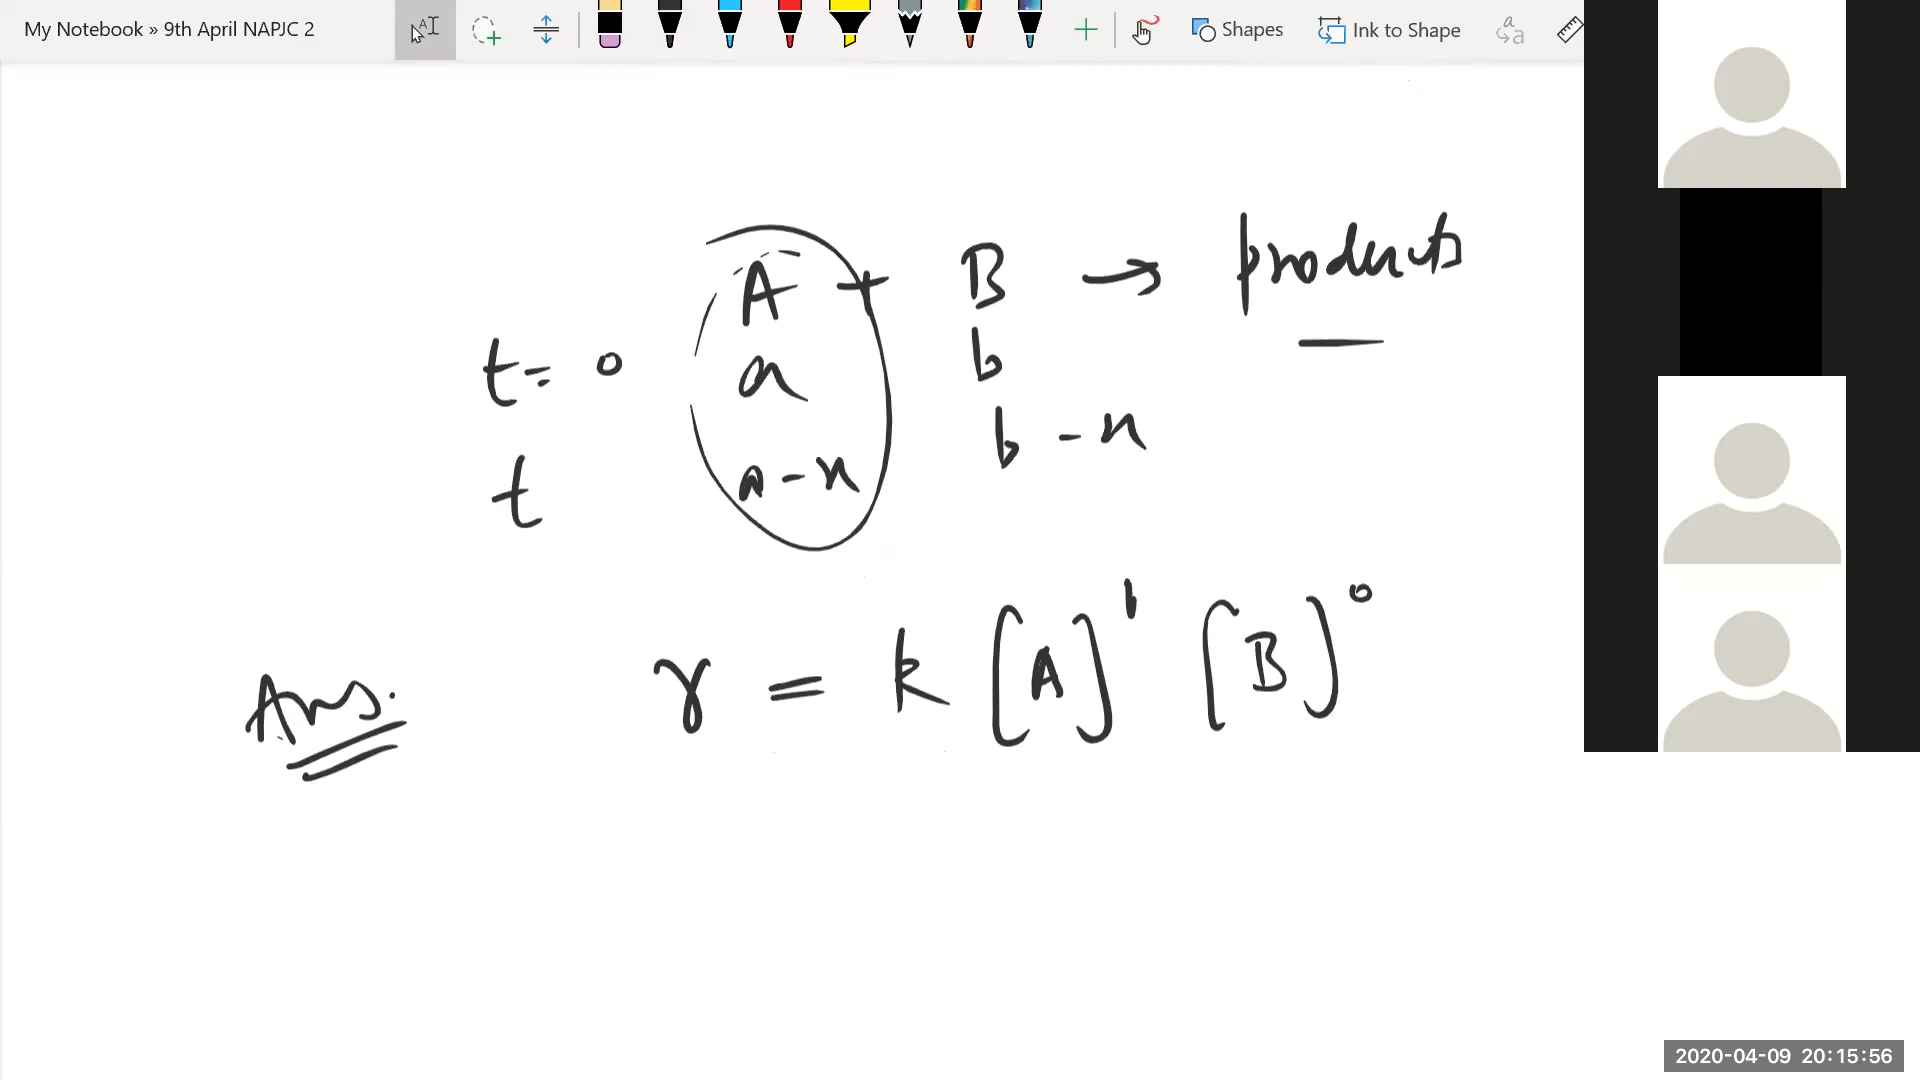 My Notebook » 9th April NAPJC 2
Shapes
Ink to Shape
A + B → products
t = 0 a b
t a - x b - x
Ans. r = k [A]¹ [B]⁰
2020-04-09 20:15:56